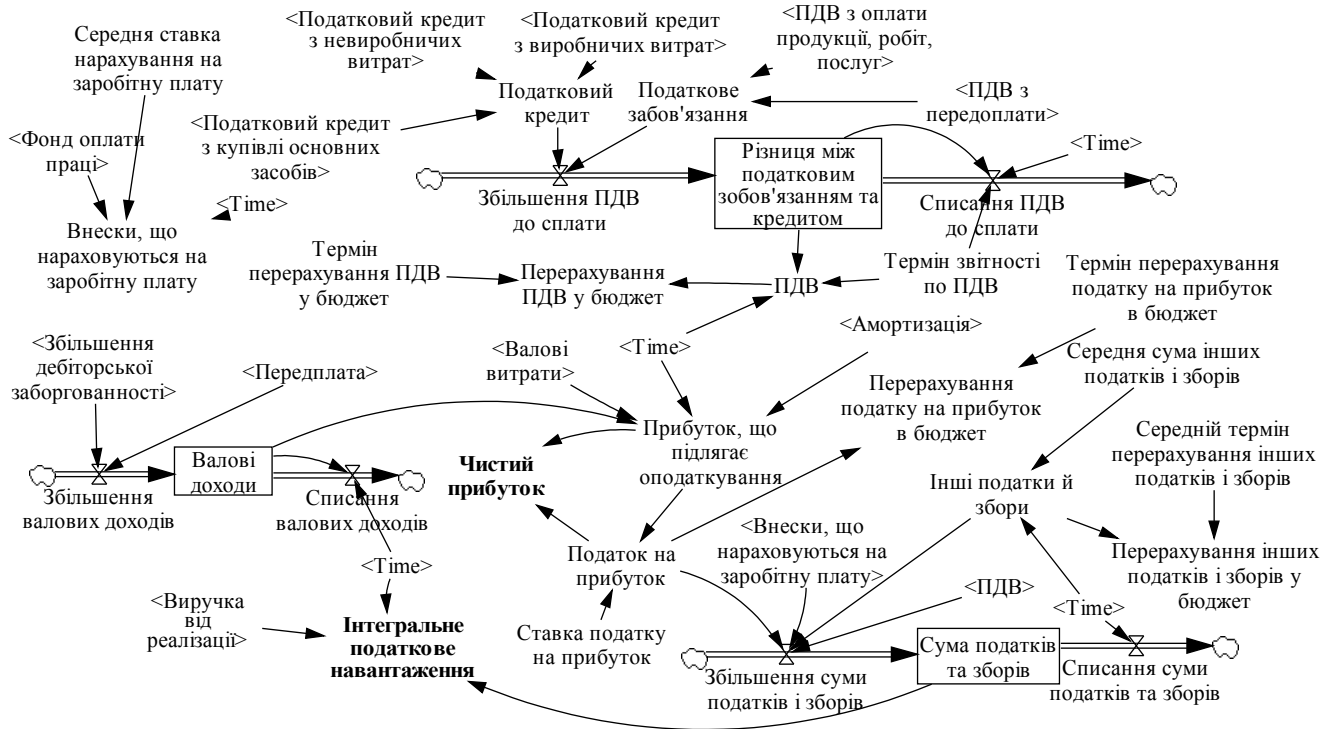 Середня ставка
нарахування на
заробітну плату
<Податковий кредит
з невиробничих
витрат>
<Податковий кредит
з виробничих витрат>
<ПДВ з оплати
продукції, робіт,
послуг>
Податковий
кредит
Податкове
забов'язання
<ПДВ з
передоплати>
<Фонд оплати
праці>
<Податковий кредит
з купівлі основних
засобів>
<Time>
Різниця між
податковим
зобов'язанням та
кредитом
Збільшення ПДВ
до сплати
Списання ПДВ
до сплати
<Time>
Внески, що
нараховуються на
заробітну плату
Термін
перерахування ПДВ
у бюджет
Перерахування
ПДВ у бюджет
ПДВ
Термін звітності
по ПДВ
Термін перерахування
податку на прибуток
в бюджет
<Збільшення
дебіторської
заборгованності>
<Передплата>
<Валові
витрати>
<Time>
<Амортизація>
Середня сума інших
податків і зборів
Перерахування
податку на прибуток
в бюджет
Прибуток, що
підлягає
оподаткування
Середній термін
перерахування інших
податків і зборів
Валові
доходи
Чистий
прибуток
Збільшення
валових доходів
Списання
валових доходів
Інші податки й
збори
<Time>
Податок на
прибуток
<Внески, що
нараховуються на
заробітну плату>
Перерахування інших
податків і зборів у
бюджет
<Виручка
від
реалізації>
Інтегральне
податкове
навантаження
Ставка податку
на прибуток
<ПДВ>
<Time>
Сума податків
та зборів
Збільшення суми
податків і зборів
Списання суми
податків та зборів